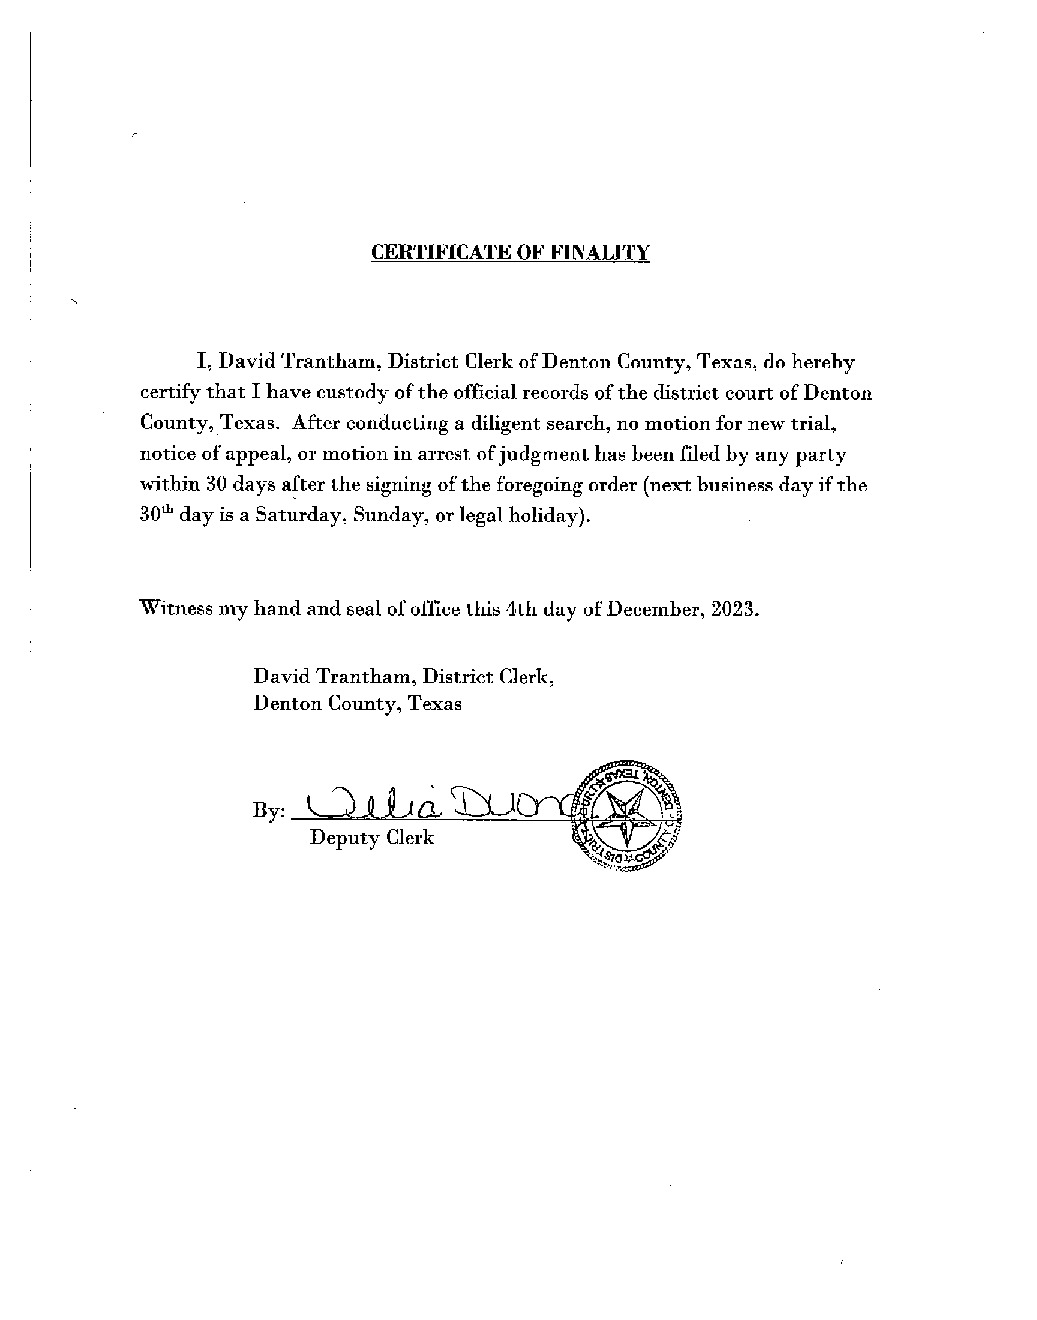 CERTIFICATE OF FINALITY
I, David Trantham, District Clerk of Denton County, Texas, do hereby
certify that I have custody of the official records of the district court of Denton
County, Texas. After conducting a diligent search, no motion for new trial,
notice of appeal, or motion in arrest of judgment has been filed by any party
within 30 days after the signing of the foregoing order (next business day if the
30th day is a Saturday, Sunday, or legal holiday).
Witness my hand and seal of office this 4th day of December, 2023.
David Trantham, District Clerk,
Denton County, Texas
By: Delia
Deputy Clerk
DISTRICT COURT ★ DENTON, TEXAS ★ COUNTY